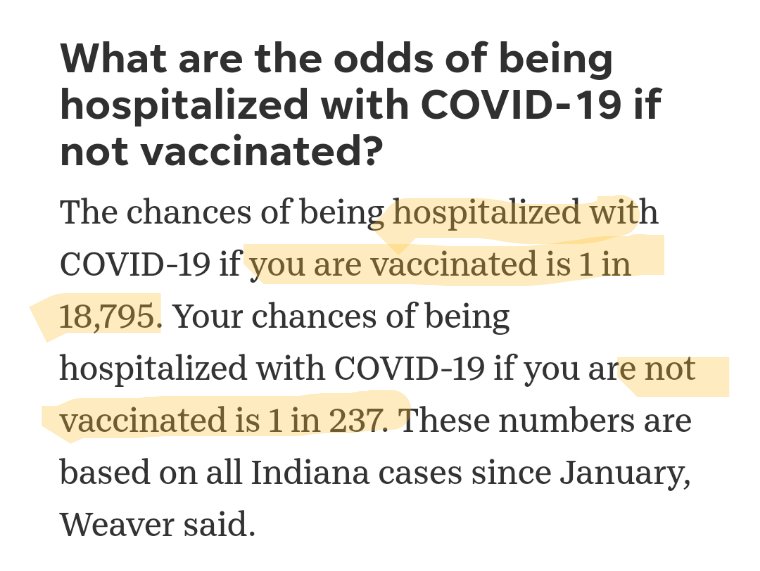 What are the odds of being
hospitalized with COVID-19 if
not vaccinated?
The chances of being hospitalized with
COVID-19 if you are vaccinated is 1 in
18,795. Your chances of being
hospitalized with COVID-19 if you are not
vaccinated is 1 in 237. These numbers are
based on all Indiana cases since January,
Weaver said.